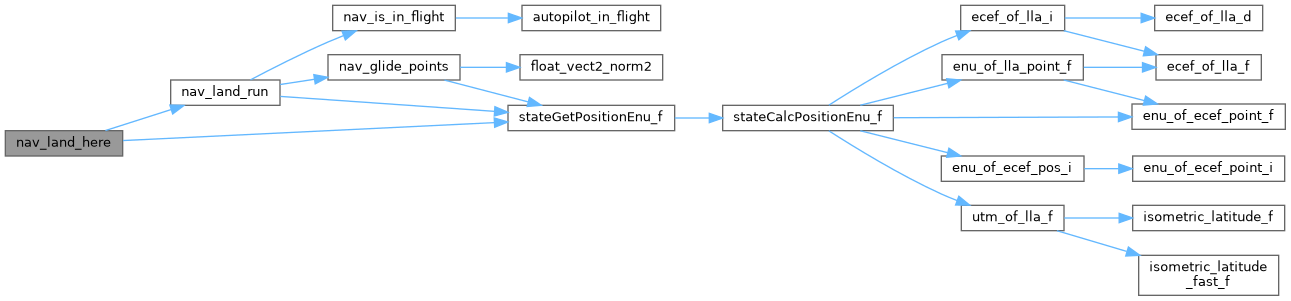 nav_land_here
nav_land_run
nav_is_in_flight
autopilot_in_flight
nav_glide_points
float_vect2_norm2
stateGetPositionEnu_f
stateCalcPositionEnu_f
ecef_of_lla_i
ecef_of_lla_d
ecef_of_lla_f
enu_of_lla_point_f
enu_of_ecef_point_f
enu_of_ecef_pos_i
enu_of_ecef_point_i
utm_of_lla_f
isometric_latitude_f
isometric_latitude
_fast_f